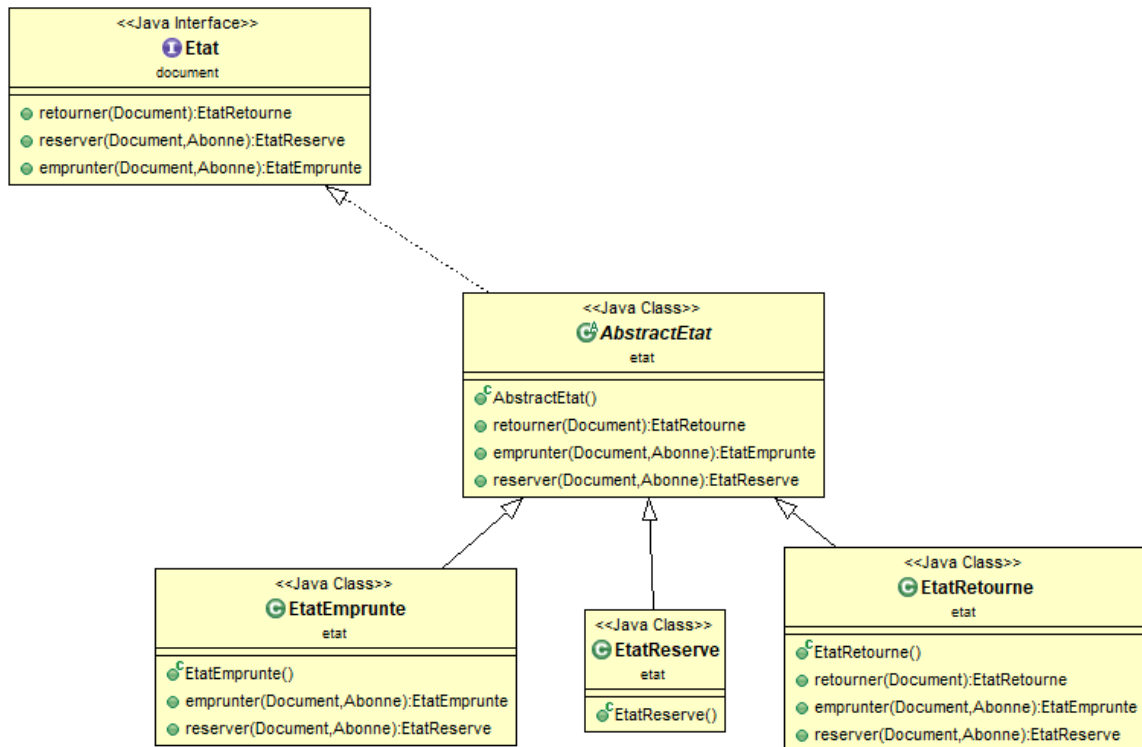 <<Java Interface>>
Etat
document
retourner(Document):EtatRetourne
reserver(Document,Abonne):EtatReserve
emprunter(Document,Abonne):EtatEmprunte
<<Java Class>>
AbstractEtat
etat
AbstractEtat()
retourner(Document):EtatRetourne
emprunter(Document,Abonne):EtatEmprunte
reserver(Document,Abonne):EtatReserve
<<Java Class>>
EtatEmprunte
etat
EtatEmprunte()
emprunter(Document,Abonne):EtatEmprunte
reserver(Document,Abonne):EtatReserve
<<Java Class>>
EtatReserve
etat
EtatReserve()
<<Java Class>>
EtatRetourne
etat
EtatRetourne()
retourner(Document):EtatRetourne
emprunter(Document,Abonne):EtatEmprunte
reserver(Document,Abonne):EtatReserve